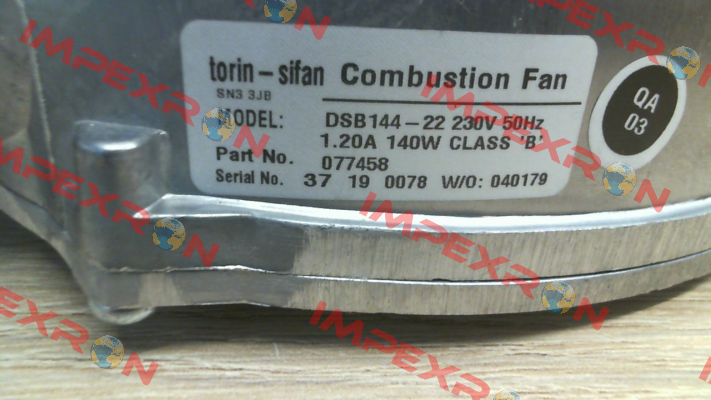 torin-sifan Combustion Fan
SN3 3JB
MODEL: DSB144-22 230V 50Hz
1.20A 140W CLASS 'B'
Part No. 077458
Serial No. 37 19 0078 W/O: 040179
QA
03
IMPEXRON
IMPEXRON
IMPEXRON
IMPEXRON
IMPEXRON
IMPEXRON